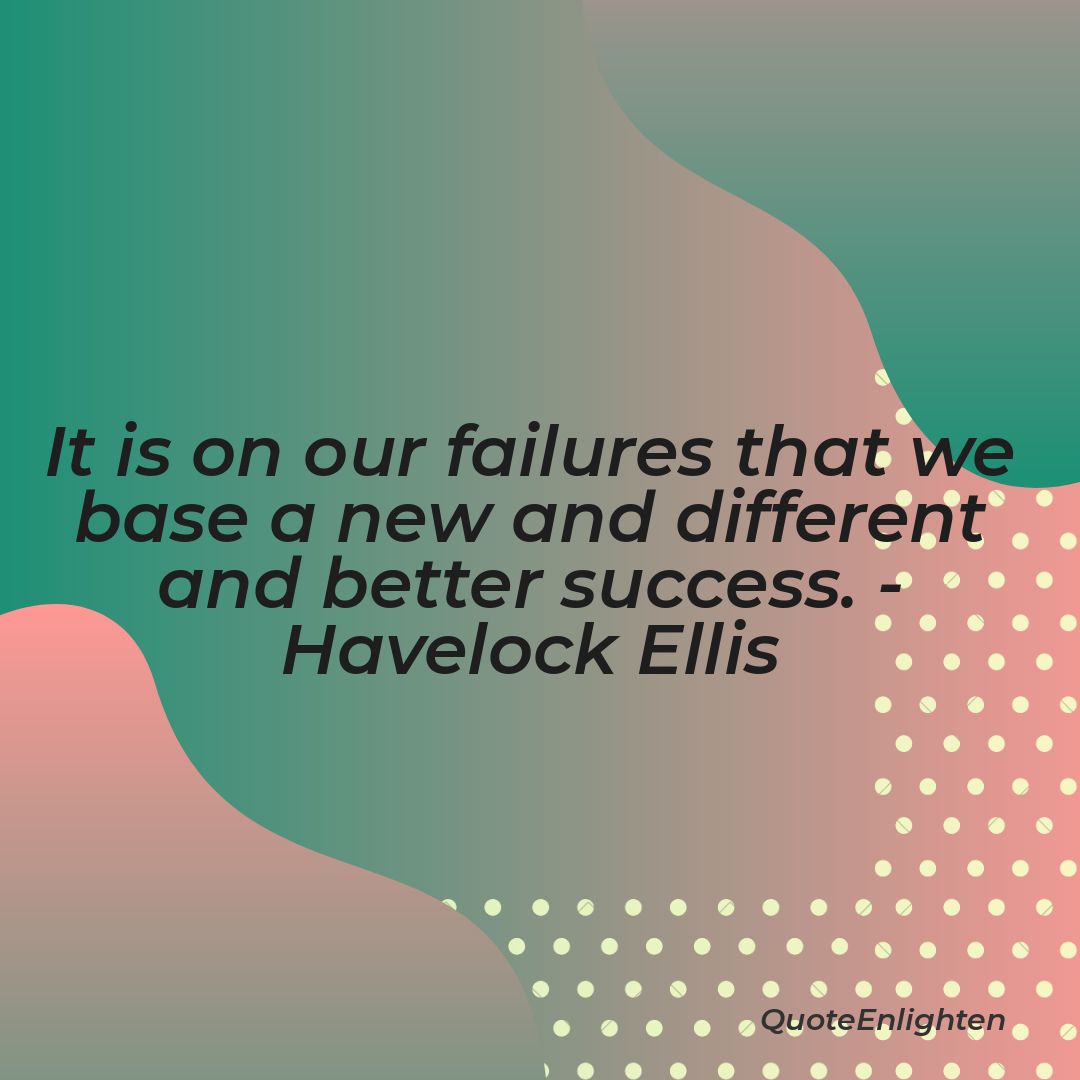 It is on our failures that we
base a new and different
and better success. -
Havelock Ellis
QuoteEnlighten